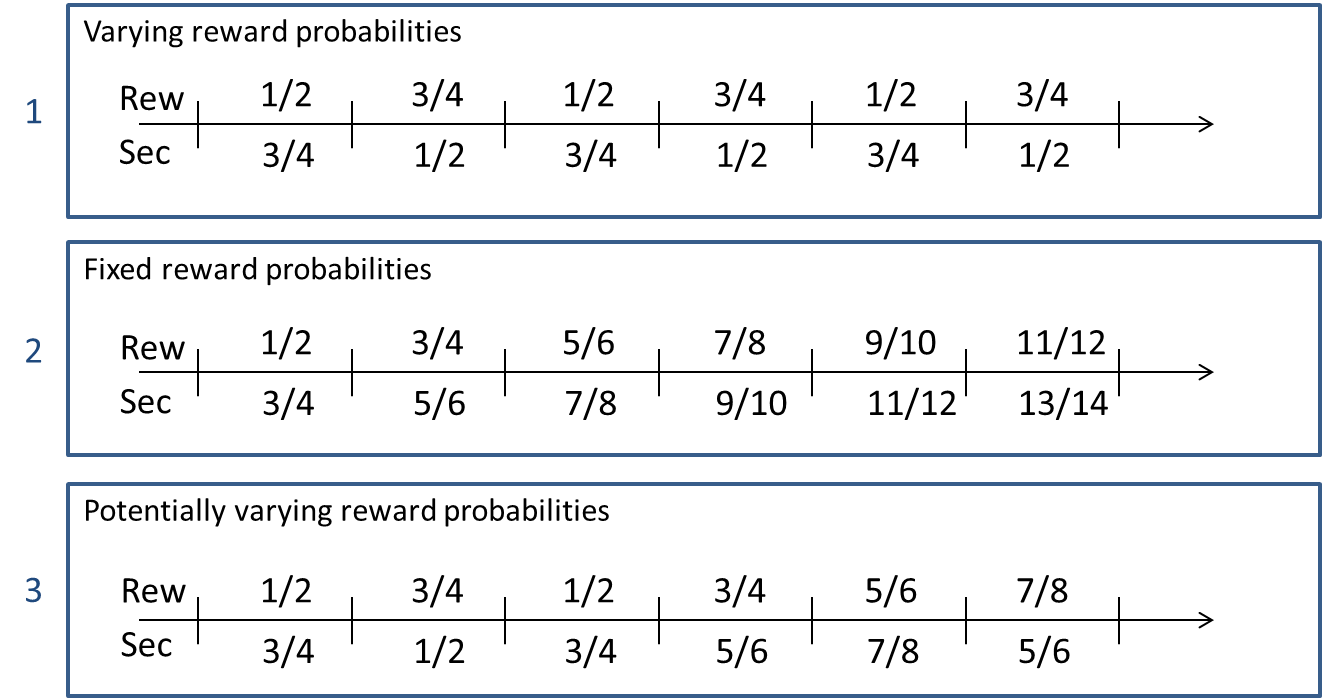 Varying reward probabilities
1
Rew 1/2 3/4 1/2 3/4 1/2 3/4
Sec 3/4 1/2 3/4 1/2 3/4 1/2
Fixed reward probabilities
2
Rew 1/2 3/4 5/6 7/8 9/10 11/12
Sec 3/4 5/6 7/8 9/10 11/12 13/14
Potentially varying reward probabilities
3
Rew 1/2 3/4 1/2 3/4 5/6 7/8
Sec 3/4 1/2 3/4 5/6 7/8 5/6